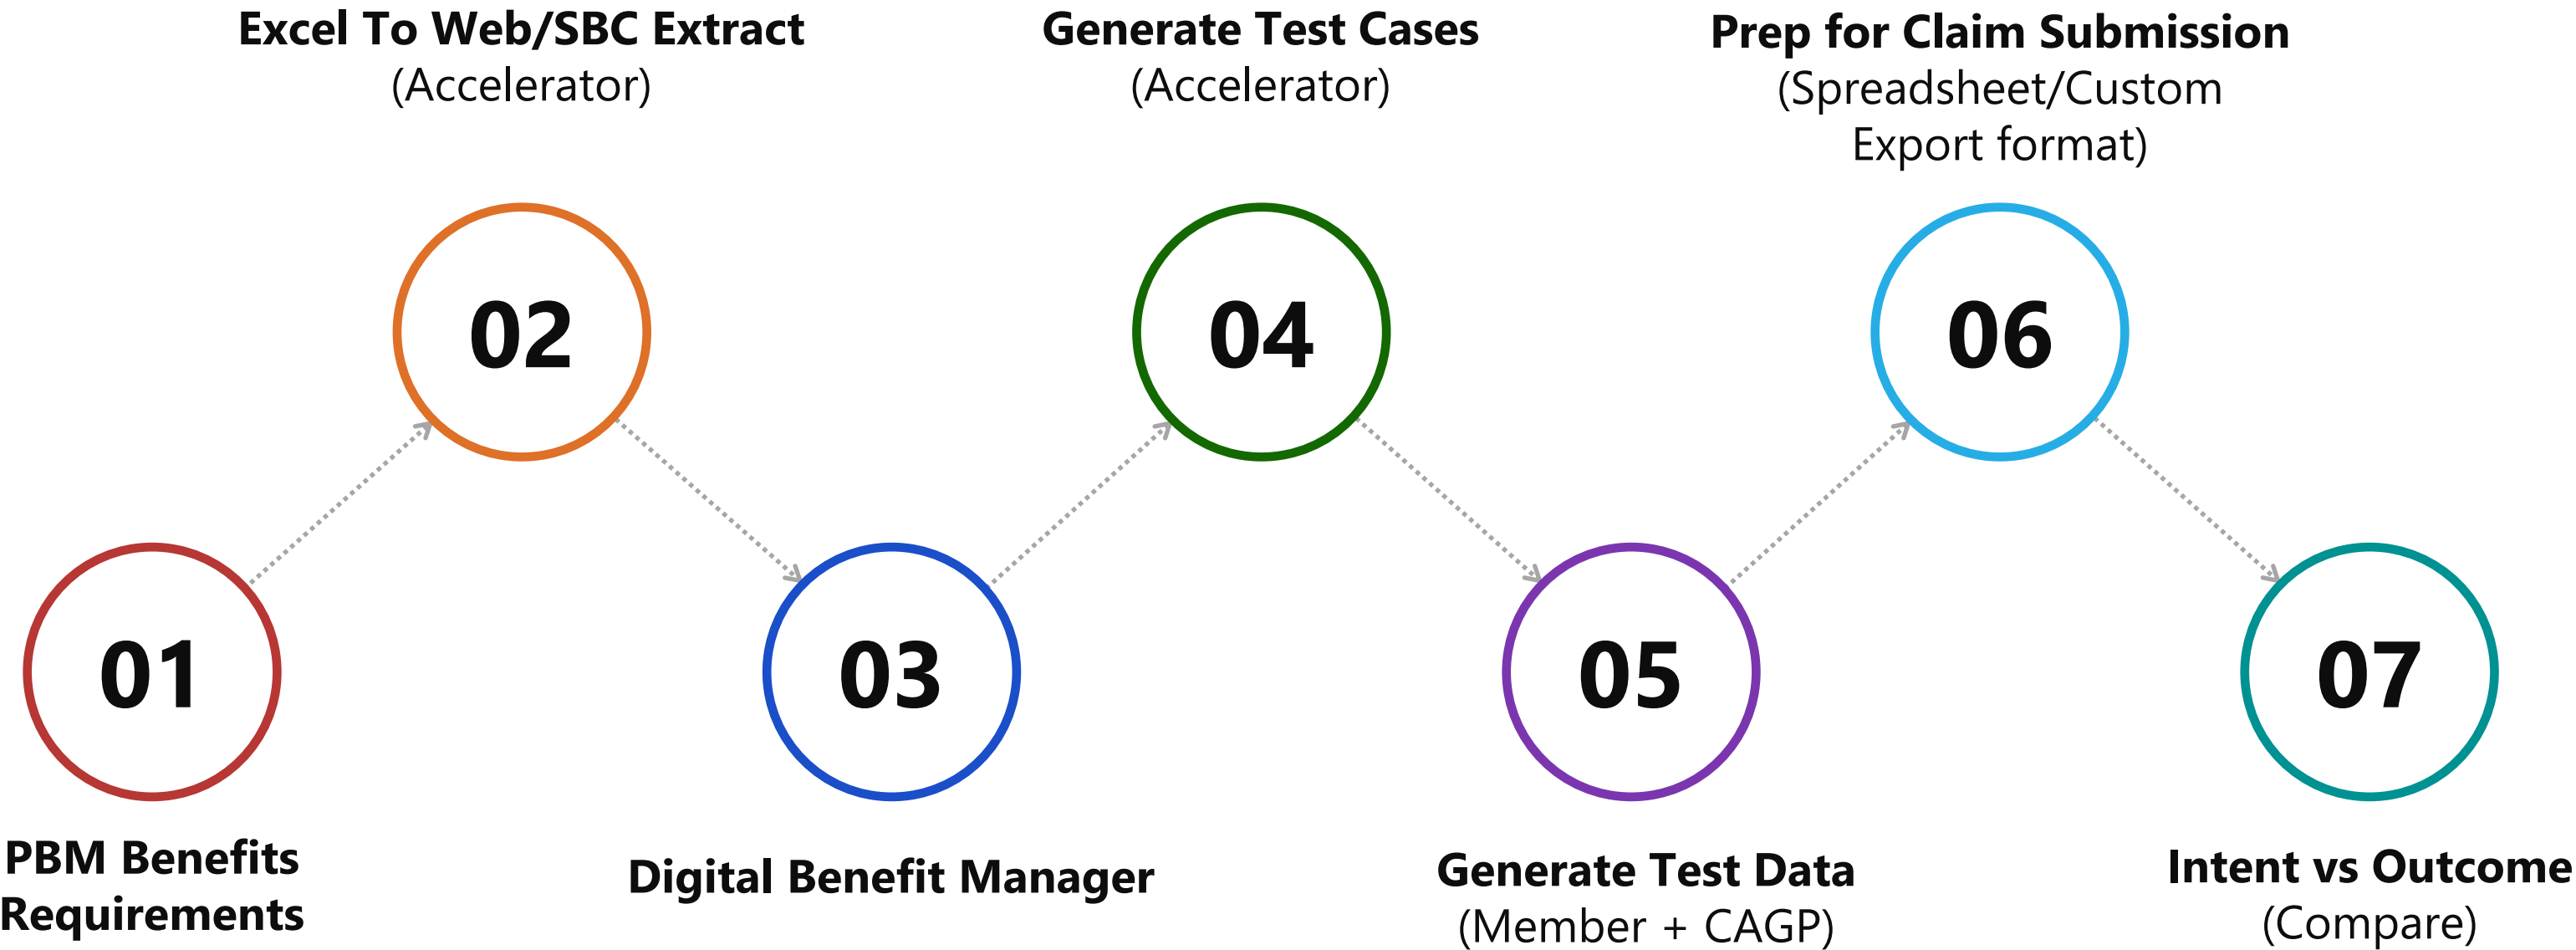 Excel To Web/SBC Extract
(Accelerator)
Generate Test Cases
(Accelerator)
Prep for Claim Submission
(Spreadsheet/Custom
Export format)
02
04
06
01
03
05
07
PBM Benefits
Requirements
Digital Benefit Manager
Generate Test Data
(Member + CAGP)
Intent vs Outcome
(Compare)